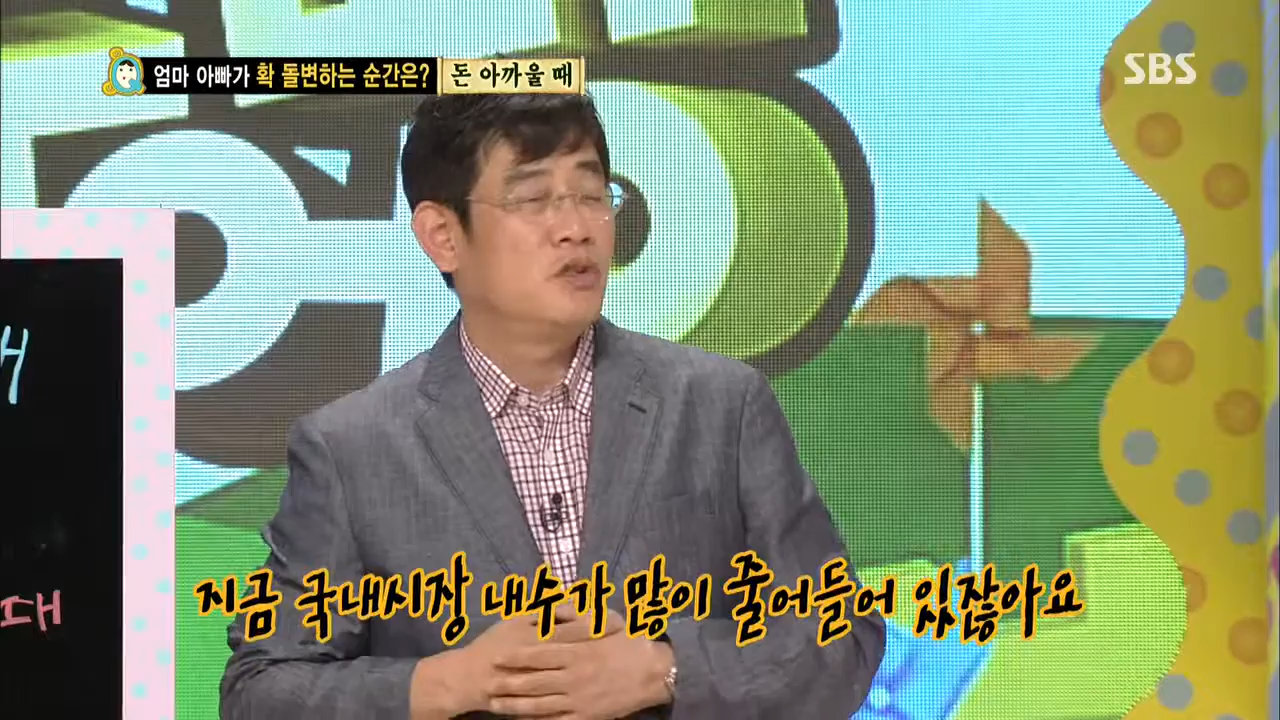 엄마 아빠가 확 돌변하는 순간은? 돈 아까울 때
SBS
대
지금 국내시장 내수가 많이 줄어들어 있잖아요